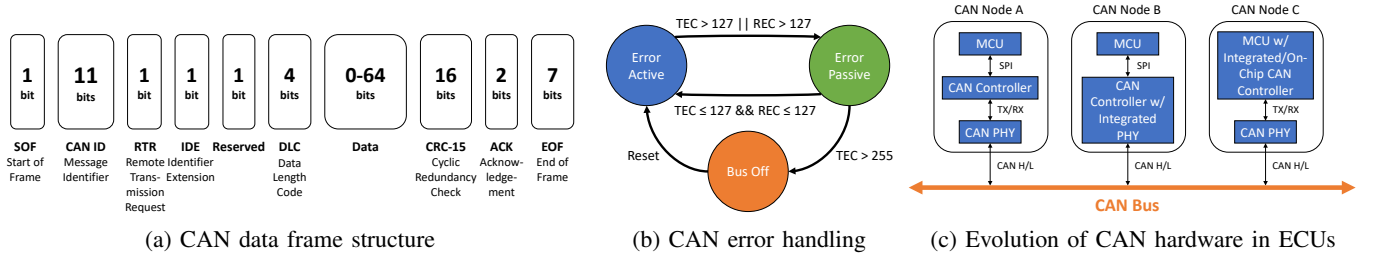 1
bit
11
bits
1
bit
1
bit
1
bit
4
bits
0-64
bits
16
bits
2
bits
7
bits
SOF
Start of
Frame
CAN ID
Message
Identifier
RTR
Remote
Trans-
mission
Request
IDE
Identifier
Extension
Reserved
DLC
Data
Length
Code
Data
CRC-15
Cyclic
Redundancy
Check
ACK
Acknow-
ledge-
ment
EOF
End of
Frame
(a) CAN data frame structure
TEC > 127 || REC > 127
Error
Active
Error
Passive
TEC ≤ 127 && REC ≤ 127
Reset
TEC > 255
Bus Off
(b) CAN error handling
CAN Node A
MCU
SPI
CAN Controller
TX/RX
CAN PHY
CAN H/L
CAN Node B
MCU
SPI
CAN
Controller w/
Integrated
PHY
CAN H/L
CAN Node C
MCU w/
Integrated/On-
Chip CAN
Controller
TX/RX
CAN PHY
CAN H/L
CAN Bus
(c) Evolution of CAN hardware in ECUs